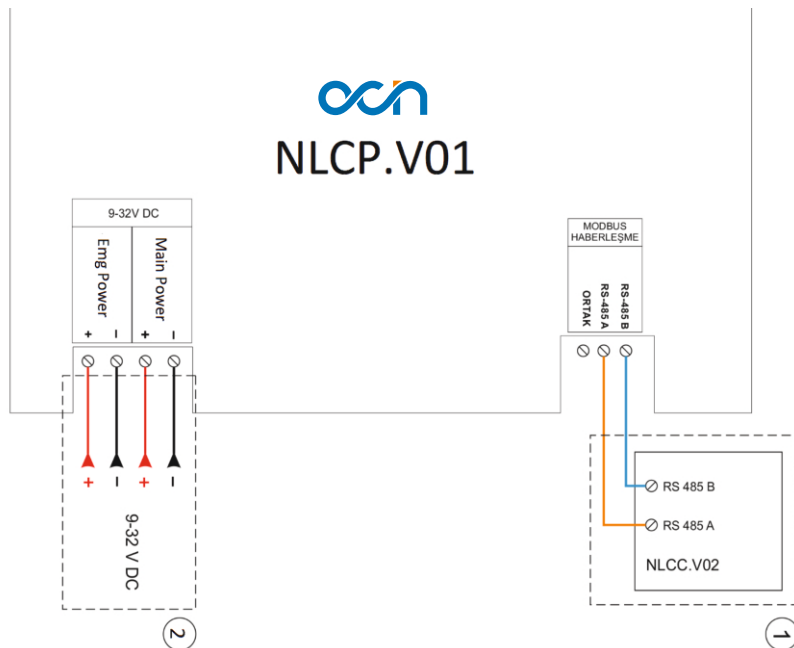 ocn
NLCP.V01
9-32V DC
Emg Power
Main Power
+ − + −
MODBUS
HABERLEŞME
ORTAK
RS-485 A
RS-485 B
+ − + −
9-32 V DC
2
RS 485 B
RS 485 A
NLCC.V02
1